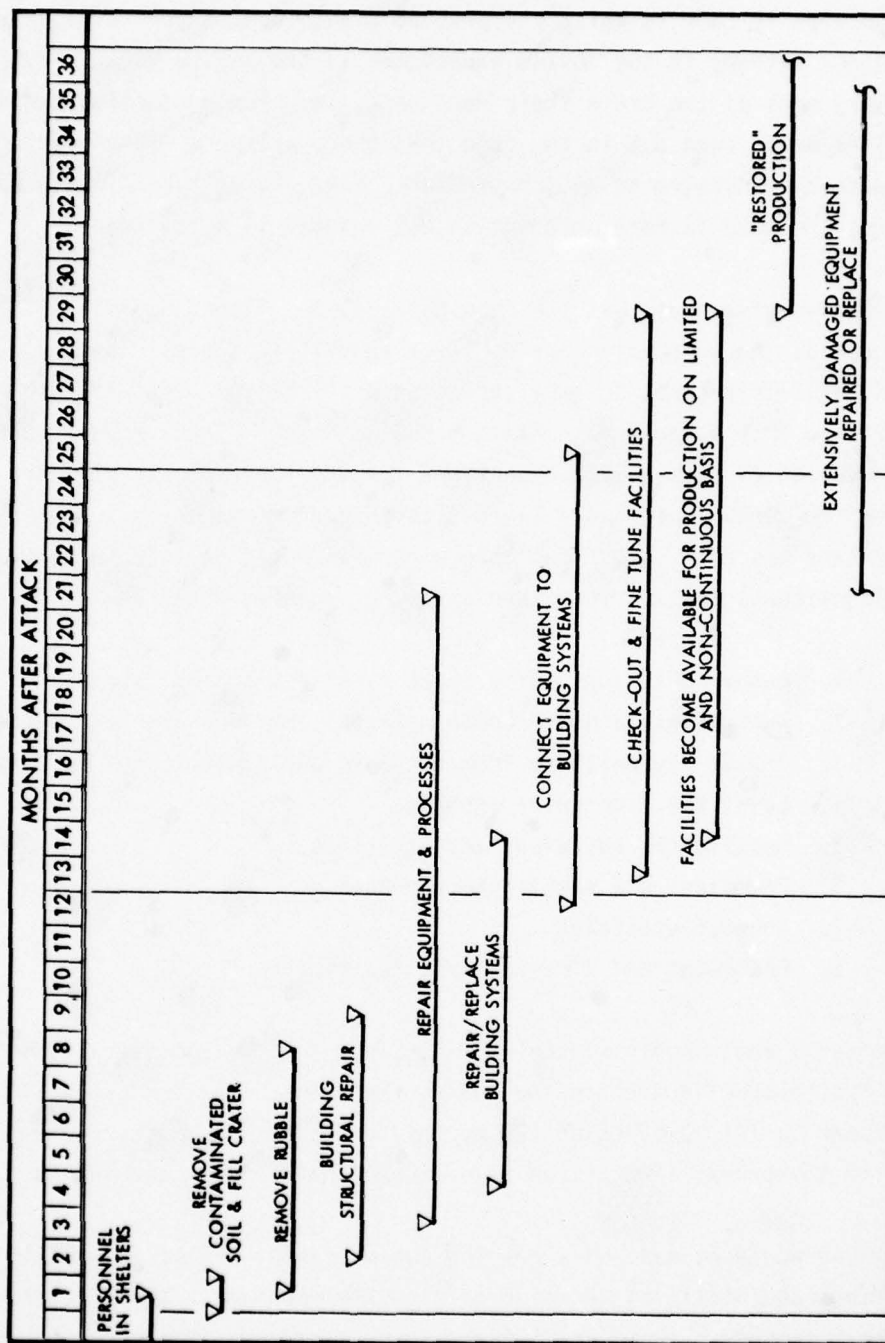 MONTHS AFTER ATTACK
1 2 3 4 5 6 7 8 9 10 11 12 13 14 15 16 17 18 19 20 21 22 23 24 25 26 27 28 29 30 31 32 33 34 35 36
PERSONNEL
IN SHELTERS
REMOVE
CONTAMINATED
SOIL & FILL CRATER
REMOVE RUBBLE
BUILDING
STRUCTURAL REPAIR
REPAIR EQUIPMENT & PROCESSES
REPAIR/REPLACE
BULDING SYSTEMS
CONNECT EQUIPMENT TO
BUILDING SYSTEMS
CHECK-OUT & FINE TUNE FACILITIES
FACILITIES BECOME AVAILABLE FOR PRODUCTION ON LIMITED
AND NON-CONTINUOUS BASIS
"RESTORED"
PRODUCTION
EXTENSIVELY DAMAGED EQUIPMENT
REPAIRED OR REPLACE